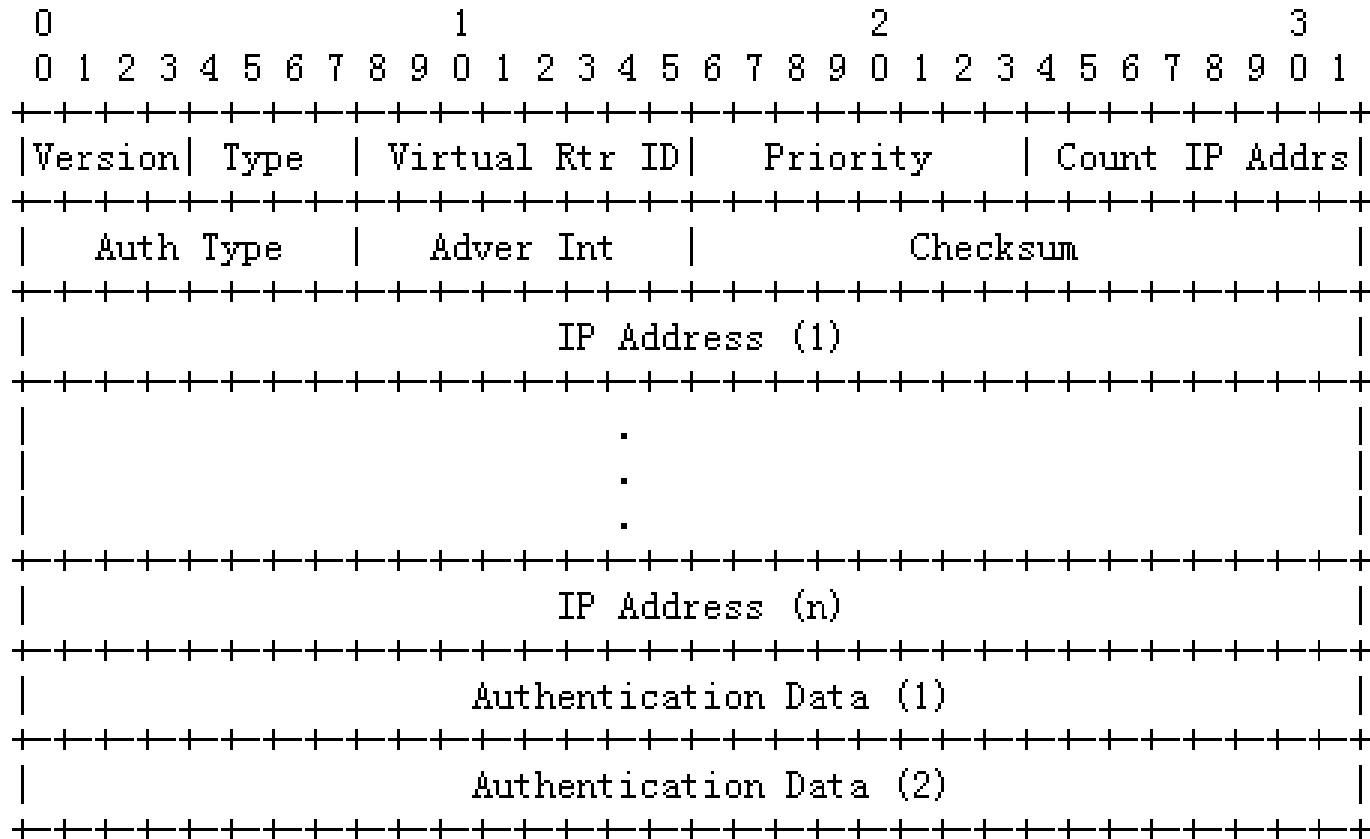 0 1 2 3
0 1 2 3 4 5 6 7 8 9 0 1 2 3 4 5 6 7 8 9 0 1 2 3 4 5 6 7 8 9 0 1
+-+-+-+-+-+-+-+-+-+-+-+-+-+-+-+-+-+-+-+-+-+-+-+-+-+-+-+-+-+-+-+-+
|Version| Type | Virtual Rtr ID| Priority | Count IP Addrs|
+-+-+-+-+-+-+-+-+-+-+-+-+-+-+-+-+-+-+-+-+-+-+-+-+-+-+-+-+-+-+-+-+
| Auth Type | Adver Int | Checksum |
+-+-+-+-+-+-+-+-+-+-+-+-+-+-+-+-+-+-+-+-+-+-+-+-+-+-+-+-+-+-+-+-+
| IP Address (1) |
+-+-+-+-+-+-+-+-+-+-+-+-+-+-+-+-+-+-+-+-+-+-+-+-+-+-+-+-+-+-+-+-+
| . |
| . |
| . |
+-+-+-+-+-+-+-+-+-+-+-+-+-+-+-+-+-+-+-+-+-+-+-+-+-+-+-+-+-+-+-+-+
| IP Address (n) |
+-+-+-+-+-+-+-+-+-+-+-+-+-+-+-+-+-+-+-+-+-+-+-+-+-+-+-+-+-+-+-+-+
| Authentication Data (1) |
+-+-+-+-+-+-+-+-+-+-+-+-+-+-+-+-+-+-+-+-+-+-+-+-+-+-+-+-+-+-+-+-+
| Authentication Data (2) |
+-+-+-+-+-+-+-+-+-+-+-+-+-+-+-+-+-+-+-+-+-+-+-+-+-+-+-+-+-+-+-+-+